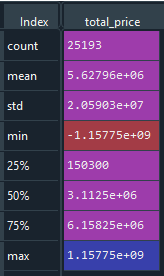 Index total_price
count 25193
mean 5.62796e+06
std 2.05903e+07
min -1.15775e+09
25% 150300
50% 3.1125e+06
75% 6.15825e+06
max 1.15775e+09